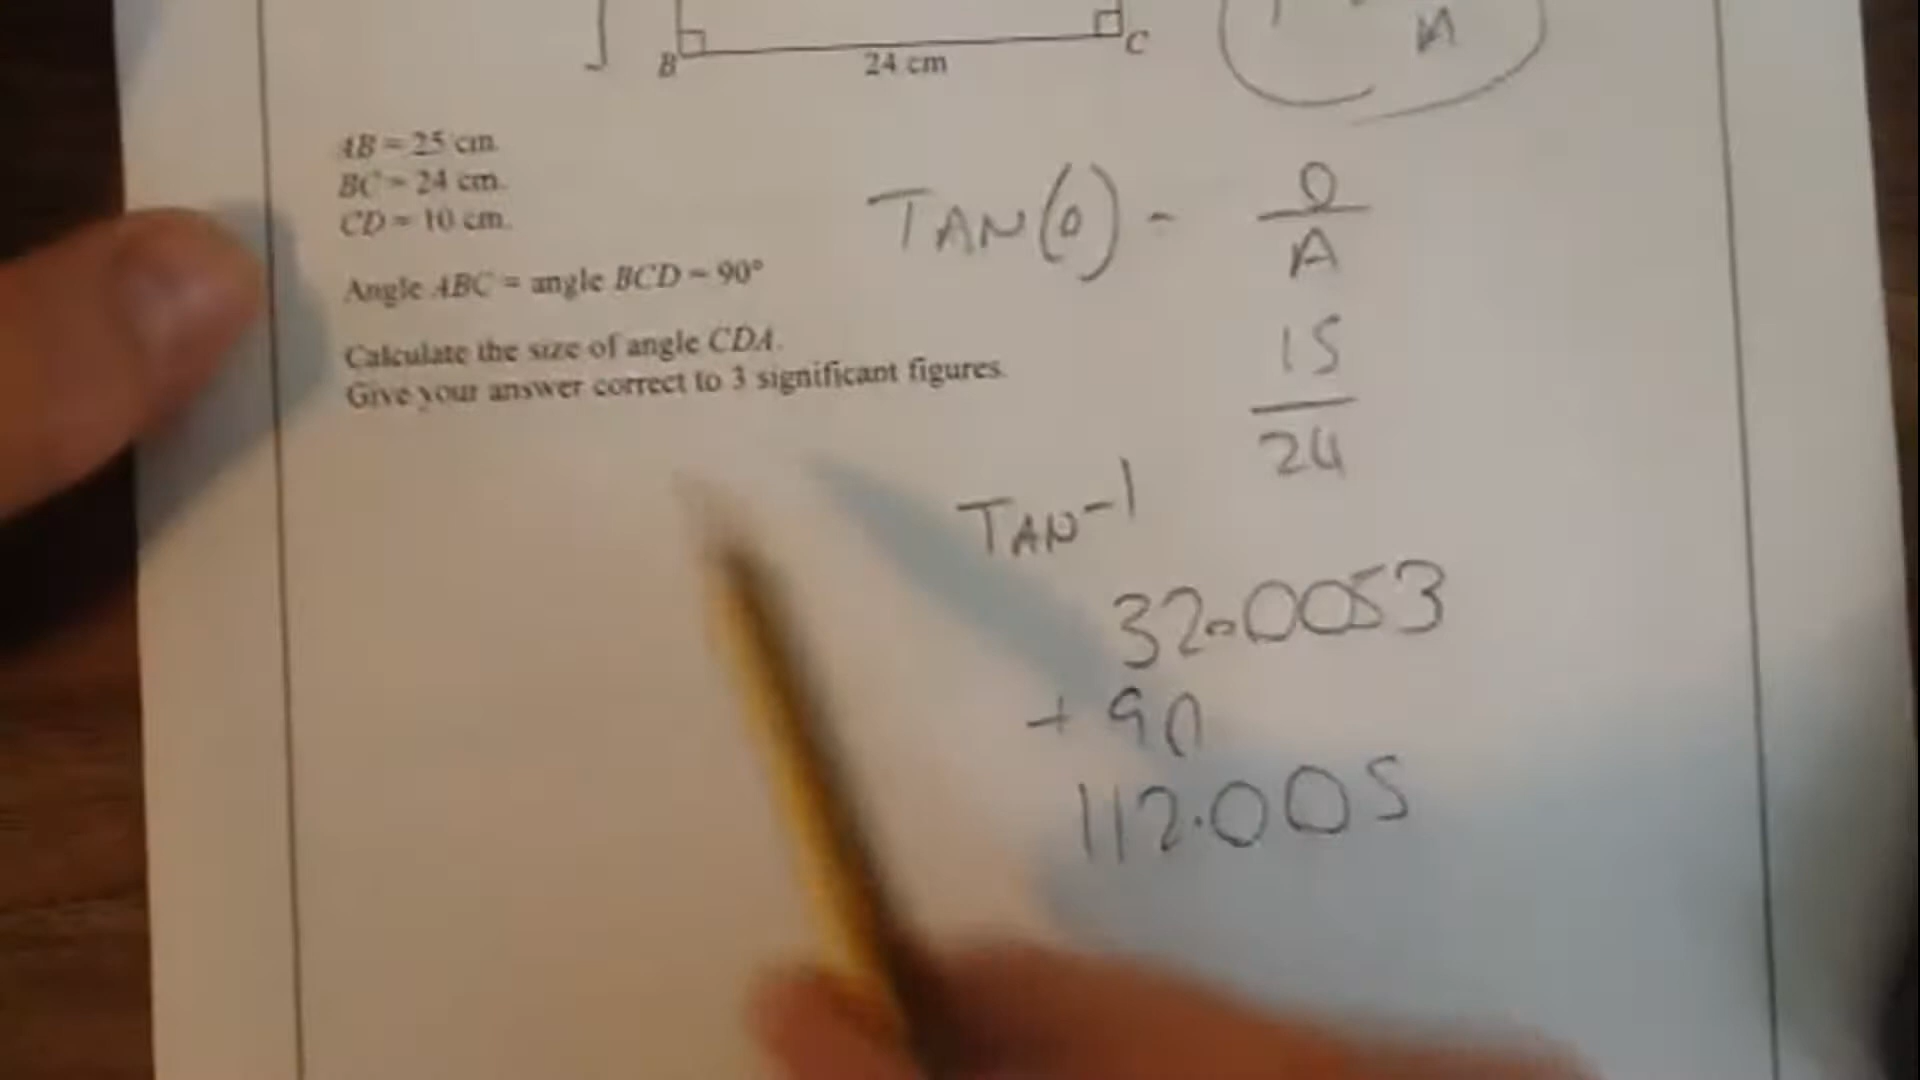 B
24 cm
C
A
AB = 25 cm.
BC = 24 cm.
CD = 10 cm.
Angle ABC = angle BCD = 90°
Calculate the size of angle CDA.
Give your answer correct to 3 significant figures.
TAN(θ) = O
A
15
24
TAN-1
32.0053
+ 90
112.005